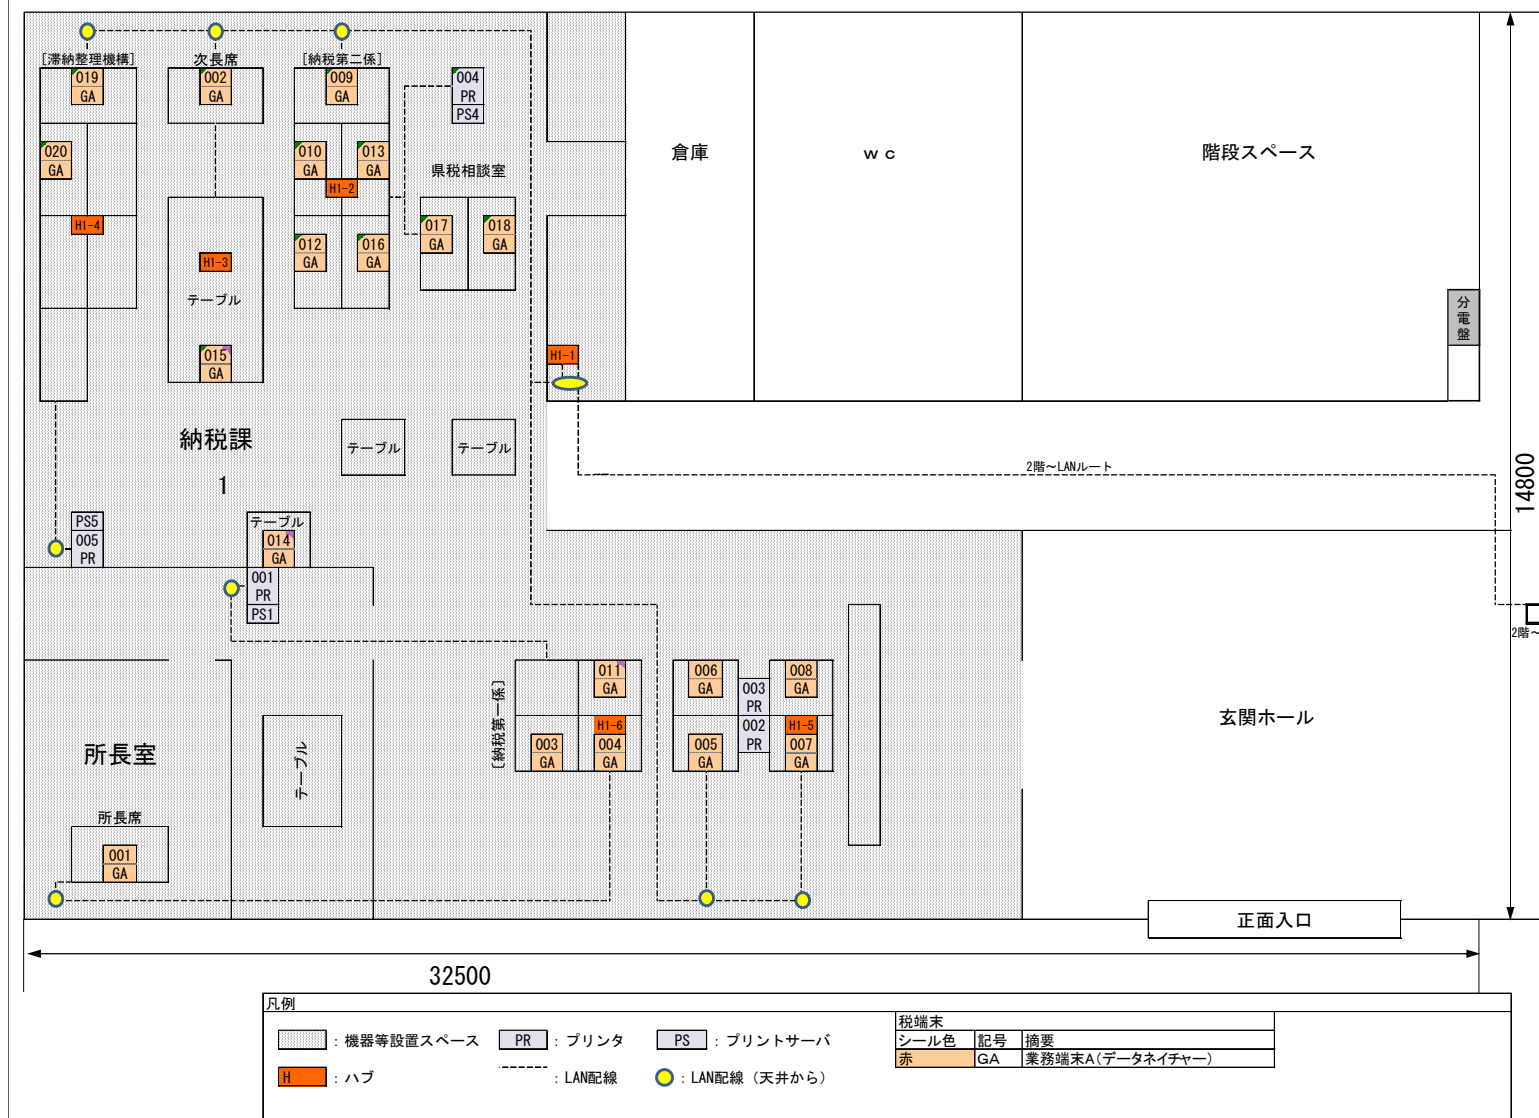 [滞納整理機構]
次長席
[納税第二係]
019
GA
002
GA
009
GA
004
PR
PS4
020
GA
010
GA
013
GA
H1-2
県税相談室
倉庫
wc
階段スペース
H1-4
H1-3
012
GA
016
GA
017
GA
018
GA
テーブル
015
GA
H1-1
分電盤
納税課
1
テーブル
テーブル
2階~LANルート
14800
PS5
005
PR
テーブル
014
GA
001
PR
PS1
2階~
[納税第一係]
011
GA
H1-6
003
GA
004
GA
006
GA
003
PR
008
GA
002
PR
H1-5
005
GA
007
GA
玄関ホール
所長室
テーブル
所長席
001
GA
正面入口
32500
凡例
:機器等設置スペース
PR :プリンタ
PS :プリントサーバ
H :ハブ
:LAN配線
:LAN配線(天井から)
税端末
シール色 記号 摘要
赤 GA 業務端末A(データネイチャー)